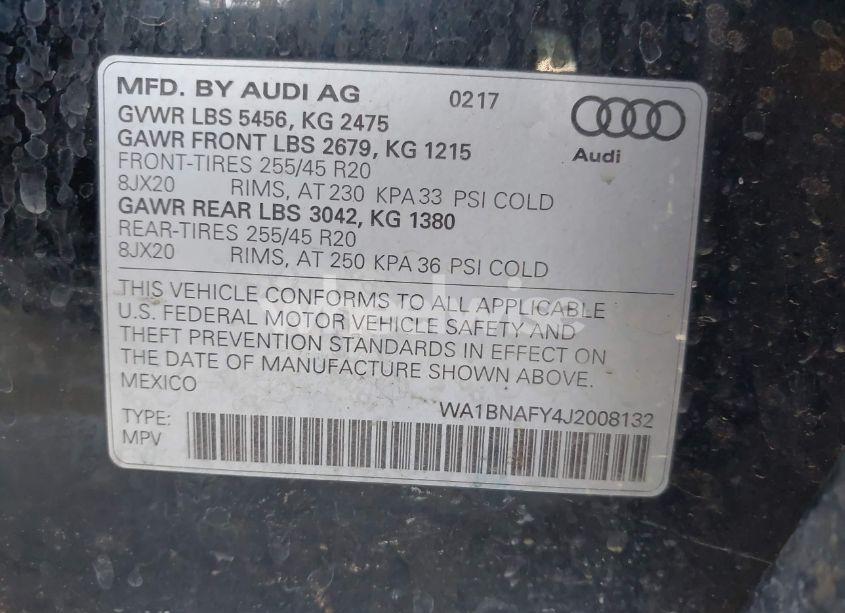 MFD. BY AUDI AG 0217
GVWR LBS 5456, KG 2475
GAWR FRONT LBS 2679, KG 1215
Audi
FRONT-TIRES 255/45 R20
8JX20 RIMS, AT 230 KPA 33 PSI COLD
GAWR REAR LBS 3042, KG 1380
REAR-TIRES 255/45 R20
8JX20 RIMS, AT 250 KPA 36 PSI COLD
THIS VEHICLE CONFORMS TO ALL APPLICABLE
U.S. FEDERAL MOTOR VEHICLE SAFETY AND
THEFT PREVENTION STANDARDS IN EFFECT ON
THE DATE OF MANUFACTURE SHOWN ABOVE.
MEXICO
WA1BNAFY4J2008132
TYPE:
MPV